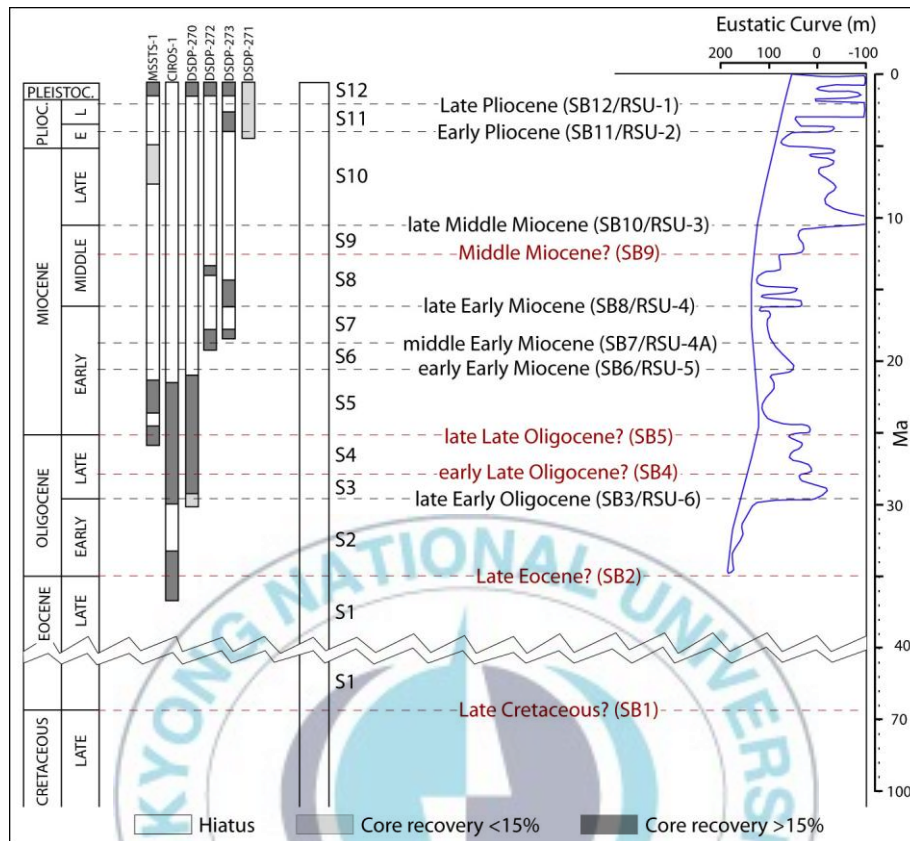 Eustatic Curve (m)
200 100 0 -100
MSSTS-1
CIROS-1
DSDP-270
DSDP-272
DSDP-273
DSDP-271
PLEISTOC.
PLIOC.
L
E
MIOCENE
LATE
MIDDLE
EARLY
OLIGOCENE
LATE
EARLY
EOCENE
LATE
CRETACEOUS
LATE
S12
S11
S10
S9
S8
S7
S6
S5
S4
S3
S2
S1
S1
Late Pliocene (SB12/RSU-1)
Early Pliocene (SB11/RSU-2)
late Middle Miocene (SB10/RSU-3)
Middle Miocene? (SB9)
late Early Miocene (SB8/RSU-4)
middle Early Miocene (SB7/RSU-4A)
early Early Miocene (SB6/RSU-5)
late Late Oligocene? (SB5)
early Late Oligocene? (SB4)
late Early Oligocene (SB3/RSU-6)
Late Eocene? (SB2)
Late Cretaceous? (SB1)
0
10
20
Ma
30
40
70
100
KYONG NATIONAL UNIVERS
Hiatus
Core recovery <15%
Core recovery >15%